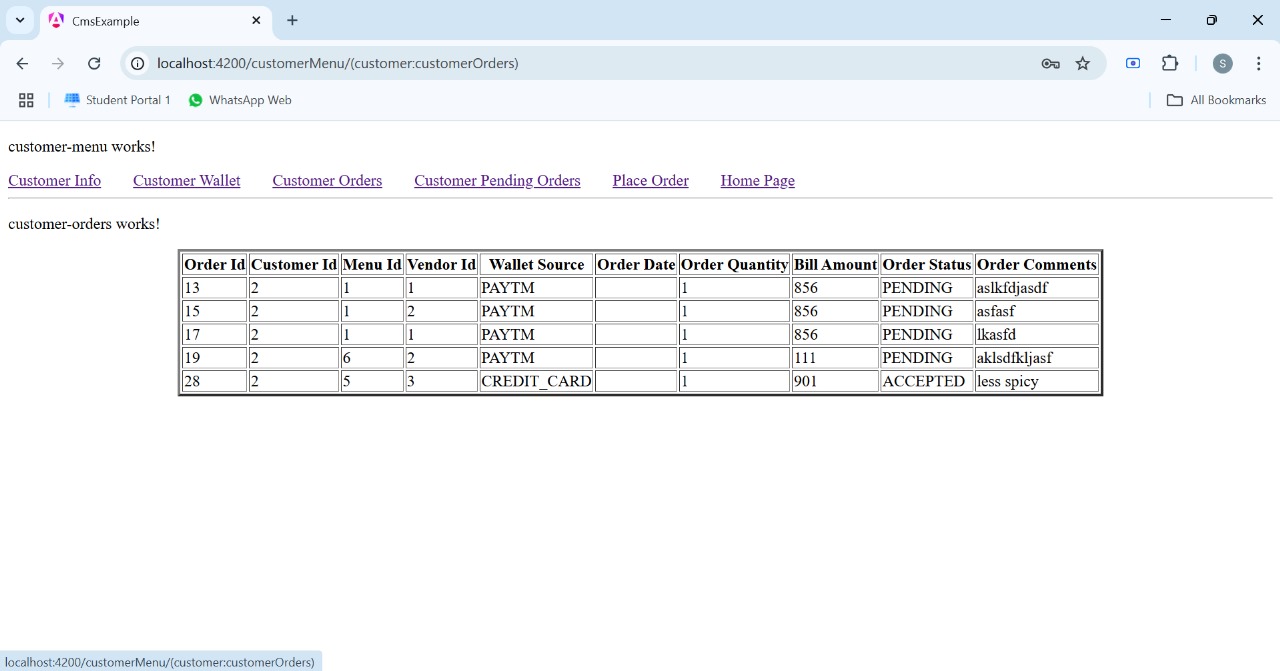 CmsExample
localhost:4200/customerMenu/(customer:customerOrders)
S
Student Portal 1 WhatsApp Web All Bookmarks
customer-menu works!
Customer Info Customer Wallet Customer Orders Customer Pending Orders Place Order Home Page
customer-orders works!
Order Id Customer Id Menu Id Vendor Id Wallet Source Order Date Order Quantity Bill Amount Order Status Order Comments
13 2 1 1 PAYTM 1 856 PENDING aslkfdjasdf
15 2 1 2 PAYTM 1 856 PENDING asfasf
17 2 1 1 PAYTM 1 856 PENDING lkasfd
19 2 6 2 PAYTM 1 111 PENDING aklsdfkljasf
28 2 5 3 CREDIT_CARD 1 901 ACCEPTED less spicy
localhost:4200/customerMenu/(customer:customerOrders)